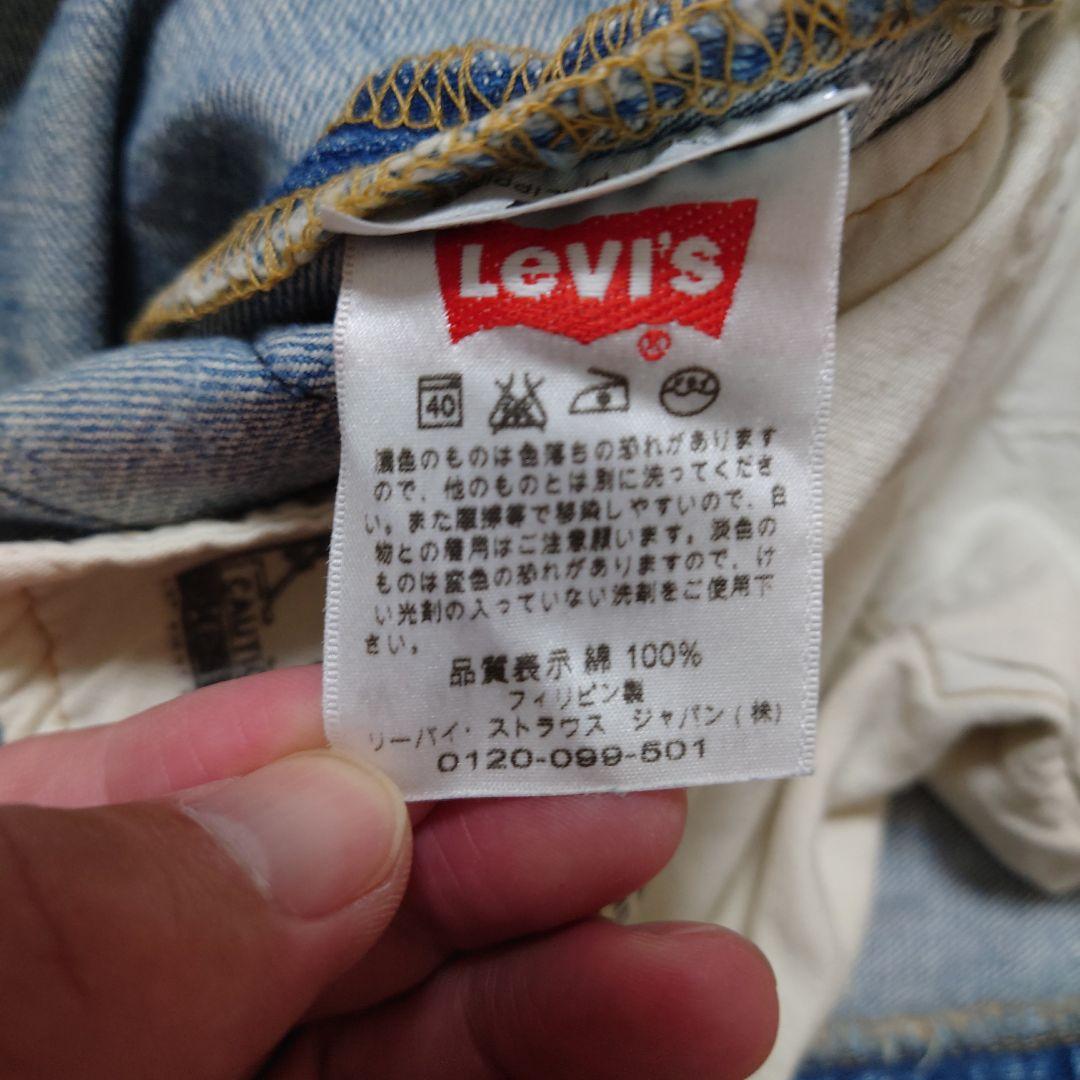 Levi's
®
40
濃色のものは色落ちの恐れがあります
ので、他のものとは別に洗ってくださ
い。また摩擦等で移染しやすいので、白
物との着用はご注意願います。淡色の
ものは変色の恐れがありますので、け
い光剤の入っていない洗剤をご使用下
さい。
品質表示 綿 100%
フィリピン製
リーバイ・ストラウス ジャパン(株)
0120-099-501